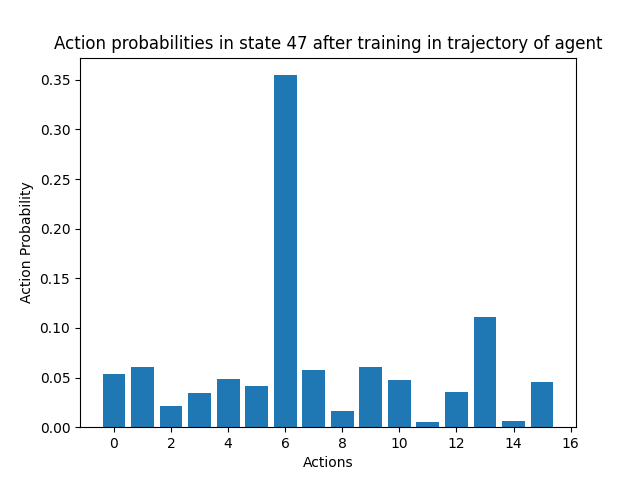 Action probabilities in state 47 after training in trajectory of agent
Action Probability
0.35
0.30
0.25
0.20
0.15
0.10
0.05
0.00
0 2 4 6 8 10 12 14 16
Actions